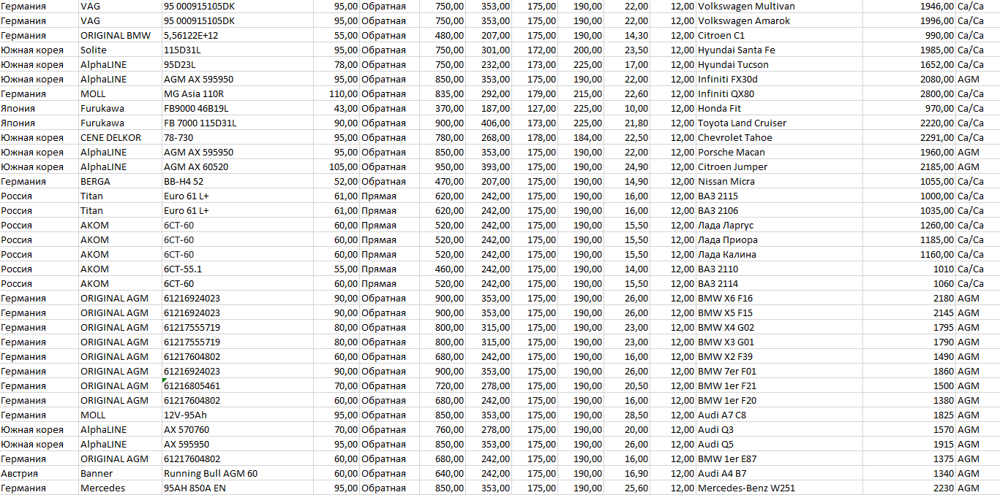 Германия VAG 95 000915105DK 95,00 Обратная 750,00 353,00 175,00 190,00 22,00 12,00 Volkswagen Multivan 1946,00 Ca/Ca
Германия VAG 95 000915105DK 95,00 Обратная 750,00 353,00 175,00 190,00 22,00 12,00 Volkswagen Amarok 1996,00 Ca/Ca
Германия ORIGINAL BMW 5,56122E+12 55,00 Обратная 480,00 207,00 175,00 190,00 14,30 12,00 Citroen C1 990,00 Ca/Ca
Южная корея Solite 115D31L 95,00 Обратная 750,00 301,00 172,00 200,00 23,50 12,00 Hyundai Santa Fe 1985,00 Ca/Ca
Южная корея AlphaLINE 95D23L 78,00 Обратная 750,00 232,00 173,00 225,00 17,00 12,00 Hyundai Tucson 1652,00 Ca/Ca
Южная корея AlphaLINE AGM AX 595950 95,00 Обратная 850,00 353,00 175,00 190,00 22,00 12,00 Infiniti FX30d 2080,00 AGM
Германия MOLL MG Asia 110R 110,00 Обратная 835,00 292,00 179,00 215,00 22,60 12,00 Infiniti QX80 2800,00 Ca/Ca
Япония Furukawa FB9000 46B19L 43,00 Обратная 370,00 187,00 127,00 225,00 10,00 12,00 Honda Fit 970,00 Ca/Ca
Япония Furukawa FB 7000 115D31L 90,00 Обратная 900,00 406,00 173,00 225,00 21,80 12,00 Toyota Land Cruiser 2220,00 Ca/Ca
Южная корея CENE DELKOR 78-730 95,00 Обратная 780,00 268,00 178,00 184,00 22,50 12,00 Chevrolet Tahoe 2291,00 Ca/Ca
Южная корея AlphaLINE AGM AX 595950 95,00 Обратная 850,00 353,00 175,00 190,00 22,00 12,00 Porsche Macan 1960,00 AGM
Южная корея AlphaLINE AGM AX 60520 105,00 Обратная 950,00 393,00 175,00 190,00 24,90 12,00 Citroen Jumper 2185,00 AGM
Германия BERGA BB-H4 52 52,00 Обратная 470,00 207,00 175,00 190,00 14,90 12,00 Nissan Micra 1055,00 Ca/Ca
Россия Titan Euro 61 L+ 61,00 Прямая 620,00 242,00 175,00 190,00 16,00 12,00 ВАЗ 2115 1000,00 Ca/Ca
Россия Titan Euro 61 L+ 61,00 Прямая 620,00 242,00 175,00 190,00 16,00 12,00 ВАЗ 2106 1035,00 Ca/Ca
Россия АКОМ 6СТ-60 60,00 Прямая 520,00 242,00 175,00 190,00 15,50 12,00 Лада Ларгус 1260,00 Ca/Ca
Россия АКОМ 6СТ-60 60,00 Прямая 520,00 242,00 175,00 190,00 15,50 12,00 Лада Приора 1185,00 Ca/Ca
Россия АКОМ 6СТ-60 60,00 Прямая 520,00 242,00 175,00 190,00 15,50 12,00 Лада Калина 1160,00 Ca/Ca
Россия АКОМ 6СТ-55.1 55,00 Прямая 460,00 242,00 175,00 190,00 14,00 12,00 ВАЗ 2110 1010 Ca/Ca
Россия АКОМ 6СТ-60 60,00 Прямая 520,00 242,00 175,00 190,00 15,50 12,00 ВАЗ 2114 1060 Ca/Ca
Германия ORIGINAL AGM 61216924023 90,00 Обратная 900,00 353,00 175,00 190,00 26,00 12,00 BMW X6 F16 2180 AGM
Германия ORIGINAL AGM 61216924023 90,00 Обратная 900,00 353,00 175,00 190,00 26,00 12,00 BMW X5 F15 2145 AGM
Германия ORIGINAL AGM 61217555719 80,00 Обратная 800,00 315,00 175,00 190,00 23,00 12,00 BMW X4 G02 1795 AGM
Германия ORIGINAL AGM 61217555719 80,00 Обратная 800,00 315,00 175,00 190,00 23,00 12,00 BMW X3 G01 1790 AGM
Германия ORIGINAL AGM 61217604802 60,00 Обратная 680,00 242,00 175,00 190,00 16,00 12,00 BMW X2 F39 1490 AGM
Германия ORIGINAL AGM 61216924023 90,00 Обратная 900,00 353,00 175,00 190,00 26,00 12,00 BMW 7er F01 1860 AGM
Германия ORIGINAL AGM 61216805461 70,00 Обратная 720,00 278,00 175,00 190,00 20,50 12,00 BMW 1er F21 1500 AGM
Германия ORIGINAL AGM 61217604802 60,00 Обратная 680,00 242,00 175,00 190,00 16,00 12,00 BMW 1er F20 1380 AGM
Германия MOLL 12V-95Ah 95,00 Обратная 850,00 353,00 175,00 190,00 28,50 12,00 Audi A7 C8 1825 AGM
Южная корея AlphaLINE AX 570760 70,00 Обратная 760,00 278,00 175,00 190,00 20,00 12,00 Audi Q3 1570 AGM
Южная корея AlphaLINE AX 595950 95,00 Обратная 850,00 353,00 175,00 190,00 26,00 12,00 Audi Q5 1915 AGM
Германия ORIGINAL AGM 61217604802 60,00 Обратная 680,00 242,00 175,00 190,00 16,00 12,00 BMW 1er E87 1375 AGM
Австрия Banner Running Bull AGM 60 60,00 Обратная 640,00 242,00 175,00 190,00 16,90 12,00 Audi A4 B7 1340 AGM
Германия Mercedes 95AH 850A EN 95,00 Обратная 850,00 353,00 175,00 190,00 25,60 12,00 Mercedes-Benz W251 2230 AGM